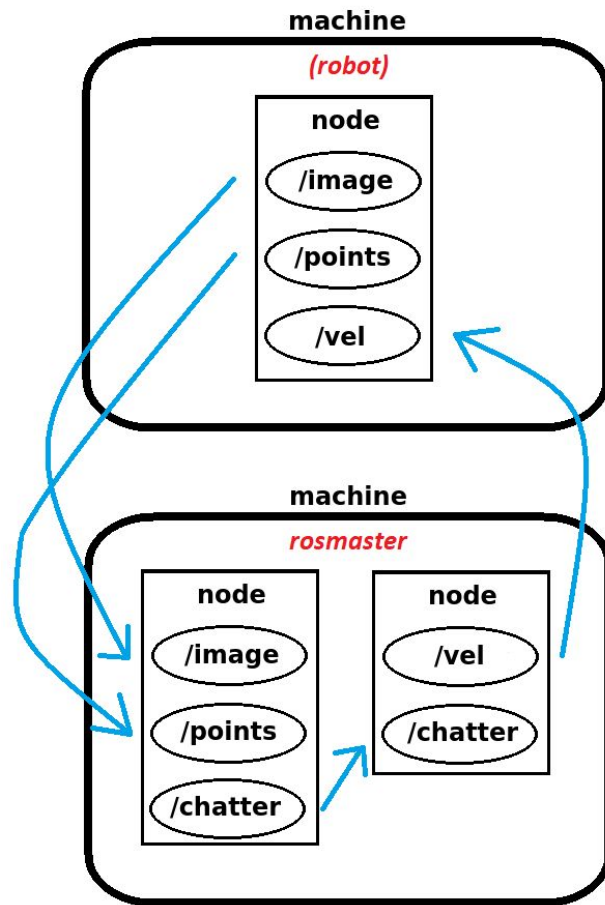 machine
(robot)
node
/image
/points
/vel
machine
rosmaster
node
/image
/points
/chatter
node
/vel
/chatter